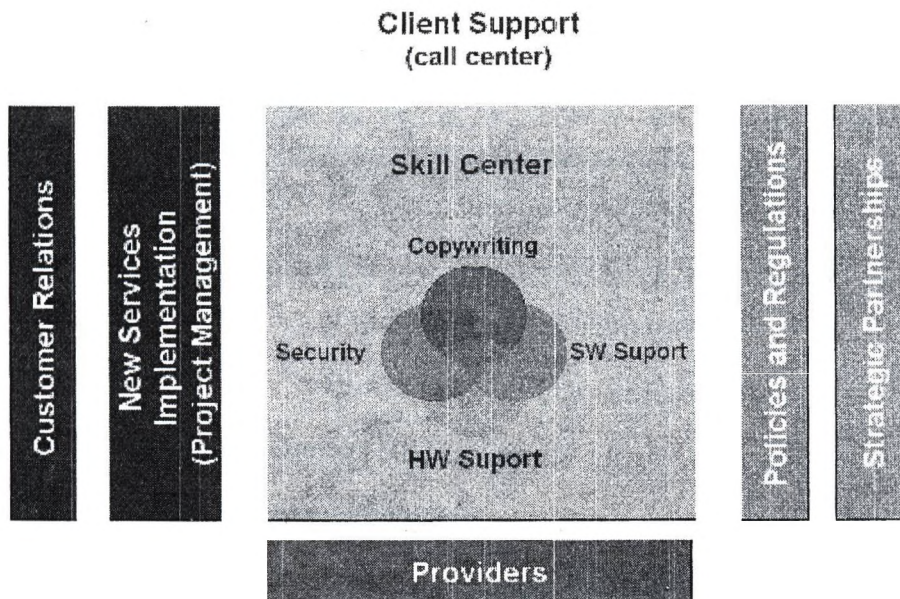 Client Support
(call center)
Customer Relations
New Services
Implementation
(Project Management)
Skill Center
Copywriting
Security
SW Suport
HW Suport
Policies and Regulations
Strategic Partnerships
Providers